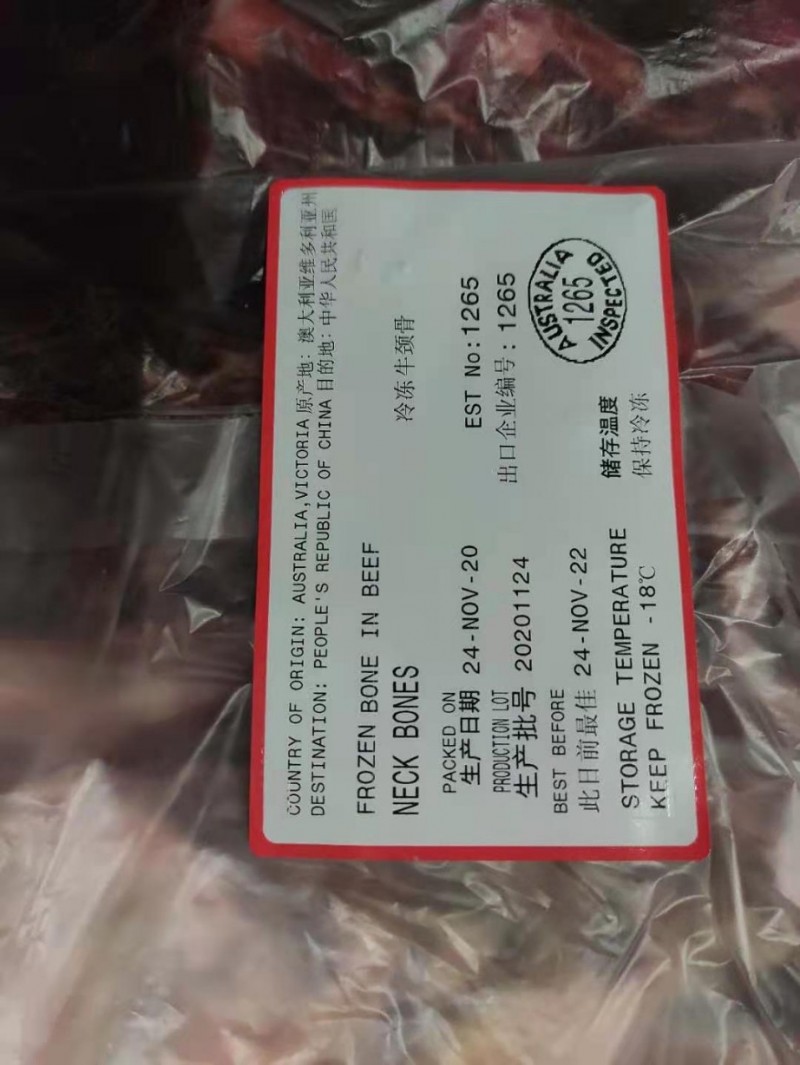 COUNTRY OF ORIGIN: AUSTRALIA,VICTORIA 原产地: 澳大利亚维多利亚州
DESTINATION: PEOPLE'S REPUBLIC OF CHINA 目的地: 中华人民共和国
FROZEN BONE IN BEEF
NECK BONES 冷冻牛颈骨
PACKED ON
生产日期 24-NOV-20 EST No:1265
PRODUCTION LOT
生产批号 20201124 出口企业编号: 1265
BEST BEFORE
此日前最佳 24-NOV-22
AUSTRALIA
1265
INSPECTED
STORAGE TEMPERATURE 储存温度
KEEP FROZEN -18℃ 保持冷冻